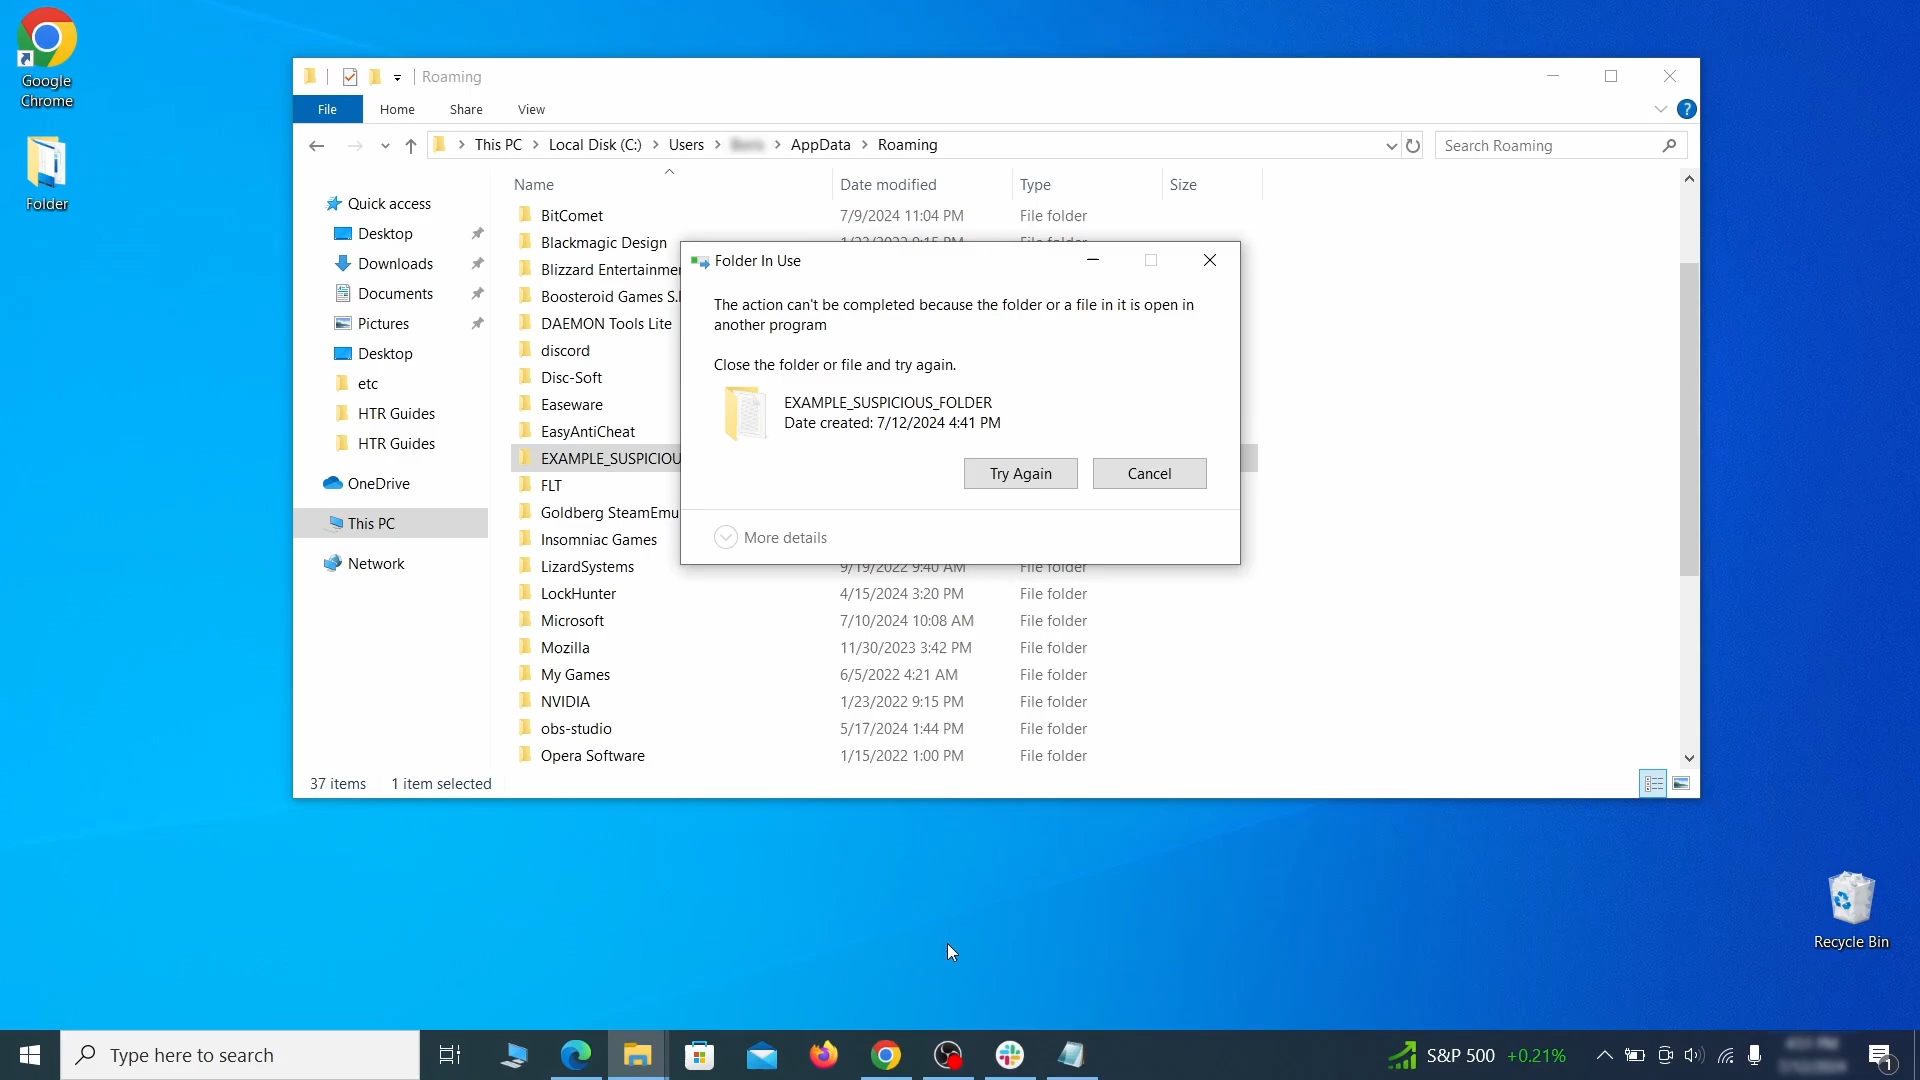 Google
Chrome
Folder
Roaming
File
Home
Share
View
This PC
Local Disk (C:)
Users
AppData
Roaming
Search Roaming
Quick access
Desktop
Downloads
Documents
Pictures
Desktop
etc
HTR Guides
HTR Guides
OneDrive
This PC
Network
Name
Date modified
Type
Size
BitComet
7/9/2024 11:04 PM
File folder
Blackmagic Design
1/23/2022 9:15 PM
File folder
Blizzard Entertainmen
Boosteroid Games S.
DAEMON Tools Lite
discord
Disc-Soft
Easeware
EasyAntiCheat
EXAMPLE_SUSPICIOU
FLT
Goldberg SteamEmu
Insomniac Games
LizardSystems
9/19/2022 9:40 AM
File folder
LockHunter
4/15/2024 3:20 PM
File folder
Microsoft
7/10/2024 10:08 AM
File folder
Mozilla
11/30/2023 3:42 PM
File folder
My Games
6/5/2022 4:21 AM
File folder
NVIDIA
1/23/2022 9:15 PM
File folder
obs-studio
5/17/2024 1:44 PM
File folder
Opera Software
1/15/2022 1:00 PM
File folder
Folder In Use
The action can't be completed because the folder or a file in it is open in
another program
Close the folder or file and try again.
EXAMPLE_SUSPICIOUS_FOLDER
Date created: 7/12/2024 4:41 PM
Try Again
Cancel
More details
37 items
1 item selected
Recycle Bin
Type here to search
S&P 500
+0.21%
1